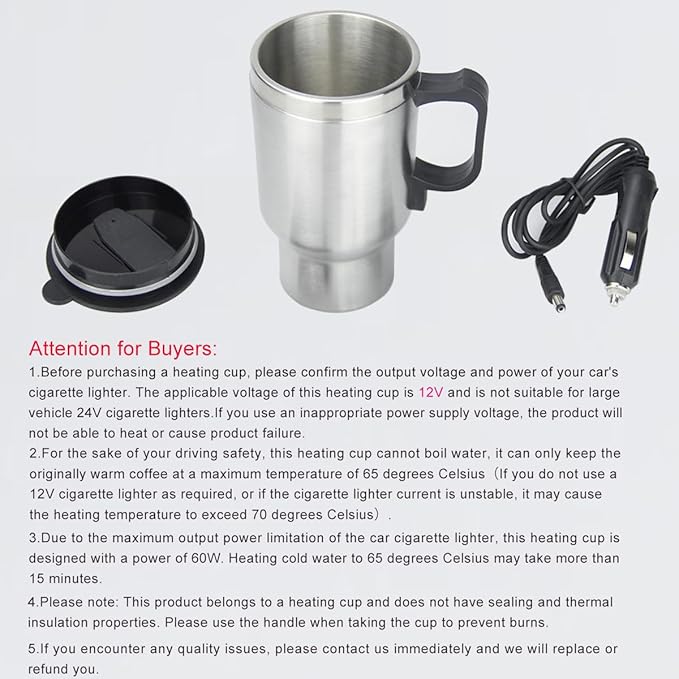 Attention for Buyers:
1.Before purchasing a heating cup, please confirm the output voltage and power of your car's
cigarette lighter. The applicable voltage of this heating cup is 12V and is not suitable for large
vehicle 24V cigarette lighters.If you use an inappropriate power supply voltage, the product will
not be able to heat or cause product failure.
2.For the sake of your driving safety, this heating cup cannot boil water, it can only keep the
originally warm coffee at a maximum temperature of 65 degrees Celsius（If you do not use a
12V cigarette lighter as required, or if the cigarette lighter current is unstable, it may cause
the heating temperature to exceed 70 degrees Celsius）.
3.Due to the maximum output power limitation of the car cigarette lighter, this heating cup is
designed with a power of 60W. Heating cold water to 65 degrees Celsius may take more than
15 minutes.
4.Please note: This product belongs to a heating cup and does not have sealing and thermal
insulation properties. Please use the handle when taking the cup to prevent burns.
5.If you encounter any quality issues, please contact us immediately and we will replace or
refund you.